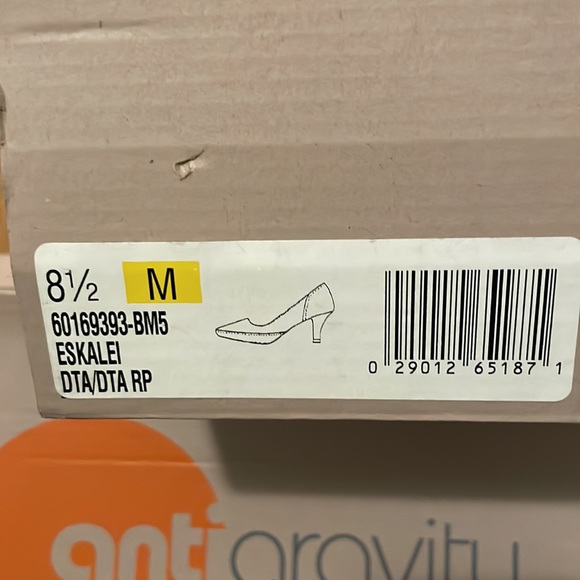 8½ M
60169393-BM5
ESKALEI
DTA/DTA RP
0 29012 65187 1
antigravity